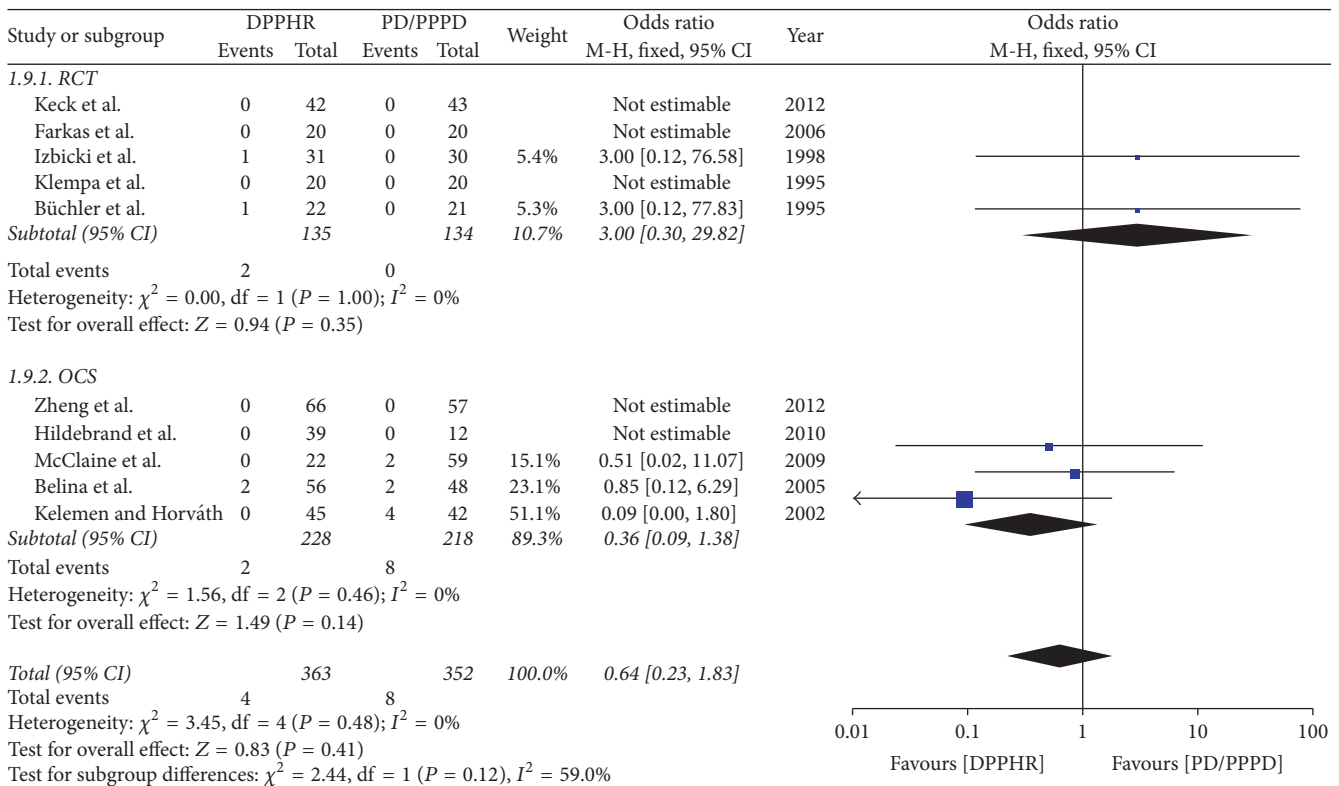 Study or subgroup DPPHR PD/PPPD Weight Odds ratio Year Odds ratio
Events Total Events Total M-H, fixed, 95% CI M-H, fixed, 95% CI
1.9.1. RCT
Keck et al. 0 42 0 43 Not estimable 2012
Farkas et al. 0 20 0 20 Not estimable 2006
Izbicki et al. 1 31 0 30 5.4% 3.00 [0.12, 76.58] 1998
Klempa et al. 0 20 0 20 Not estimable 1995
Büchler et al. 1 22 0 21 5.3% 3.00 [0.12, 77.83] 1995
Subtotal (95% CI) 135 134 10.7% 3.00 [0.30, 29.82]
Total events 2 0
Heterogeneity: χ² = 0.00, df = 1 (P = 1.00); I² = 0%
Test for overall effect: Z = 0.94 (P = 0.35)
1.9.2. OCS
Zheng et al. 0 66 0 57 Not estimable 2012
Hildebrand et al. 0 39 0 12 Not estimable 2010
McClaine et al. 0 22 2 59 15.1% 0.51 [0.02, 11.07] 2009
Belina et al. 2 56 2 48 23.1% 0.85 [0.12, 6.29] 2005
Kelemen and Horváth 0 45 4 42 51.1% 0.09 [0.00, 1.80] 2002
Subtotal (95% CI) 228 218 89.3% 0.36 [0.09, 1.38]
Total events 2 8
Heterogeneity: χ² = 1.56, df = 2 (P = 0.46); I² = 0%
Test for overall effect: Z = 1.49 (P = 0.14)
Total (95% CI) 363 352 100.0% 0.64 [0.23, 1.83]
Total events 4 8
Heterogeneity: χ² = 3.45, df = 4 (P = 0.48); I² = 0%
Test for overall effect: Z = 0.83 (P = 0.41)
Test for subgroup differences: χ² = 2.44, df = 1 (P = 0.12), I² = 59.0%
0.01 0.1 1 10 100
Favours [DPPHR] Favours [PD/PPPD]